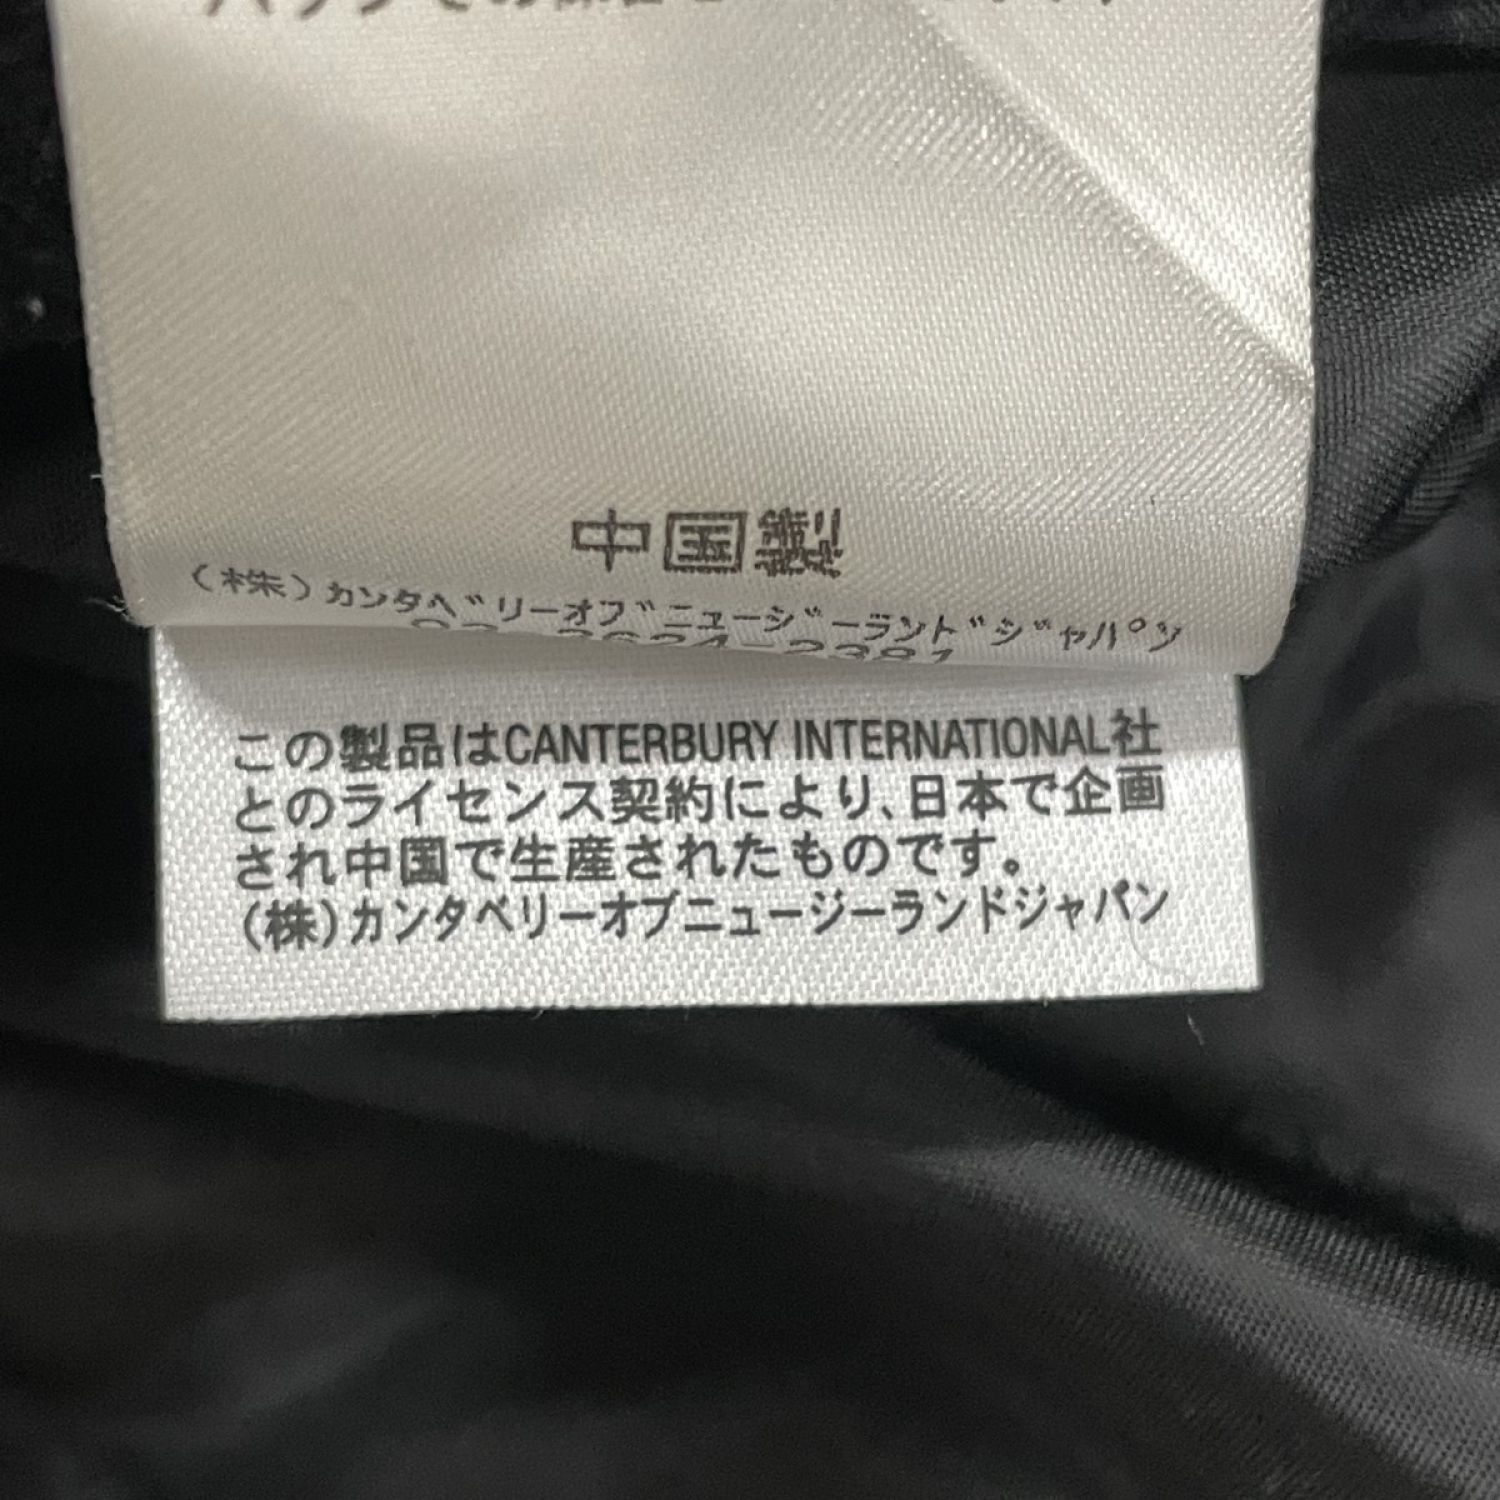 中国製
(株)カンタベリーオブニュージーランドジャパン
この製品はCANTERBURY INTERNATIONAL社
とのライセンス契約により、日本で企画
され中国で生産されたものです。
(株)カンタベリーオブニュージーランドジャパン